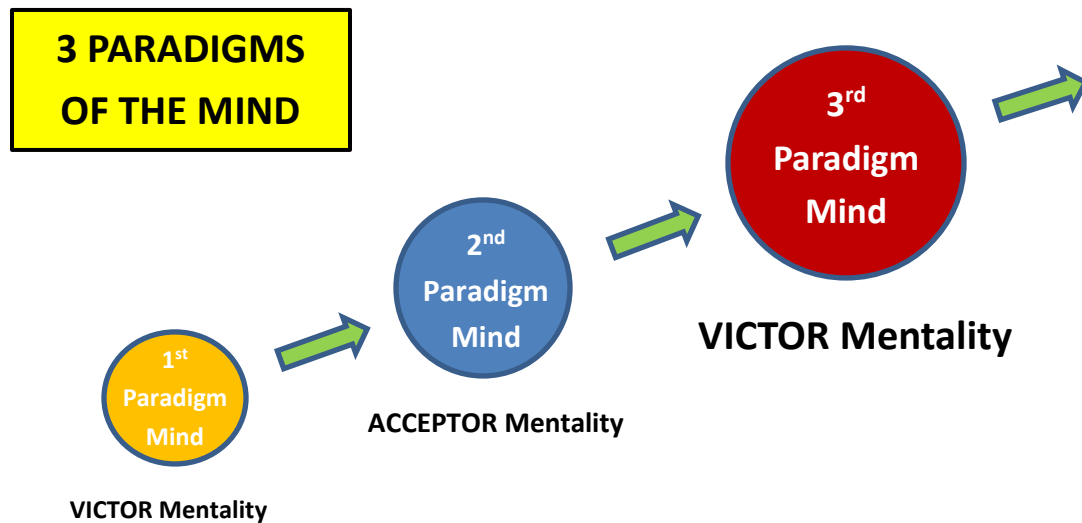 3 PARADIGMS
OF THE MIND
1st
Paradigm
Mind
VICTOR Mentality
2nd
Paradigm
Mind
ACCEPTOR Mentality
3rd
Paradigm
Mind
VICTOR Mentality